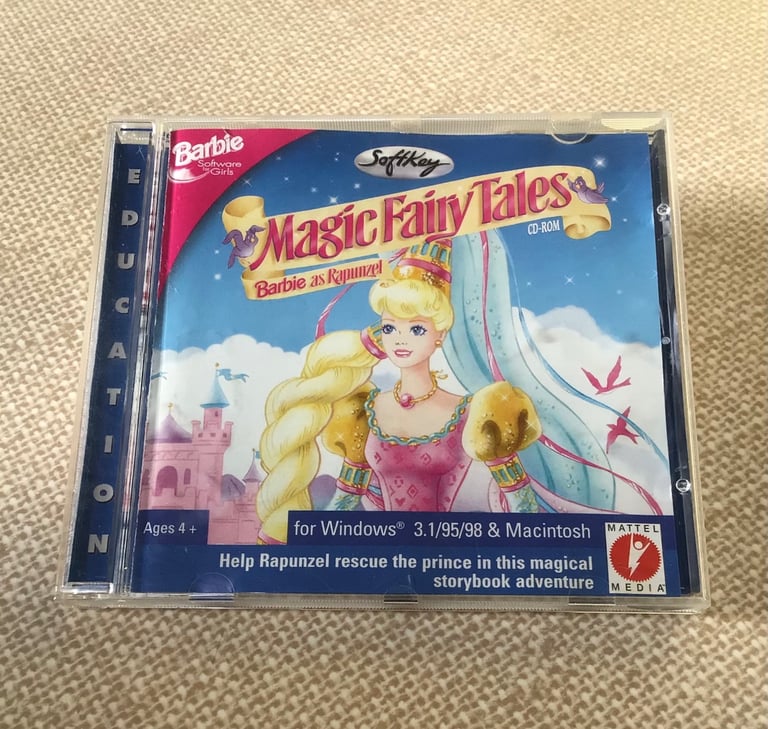 EDUCATION
Barbie
Software
for Girls
SoftKey
Magic Fairy Tales
CD-ROM
Barbie as Rapunzel
Ages 4 +
for Windows® 3.1/95/98 & Macintosh
Help Rapunzel rescue the prince in this magical
storybook adventure
MATTEL
MEDIA